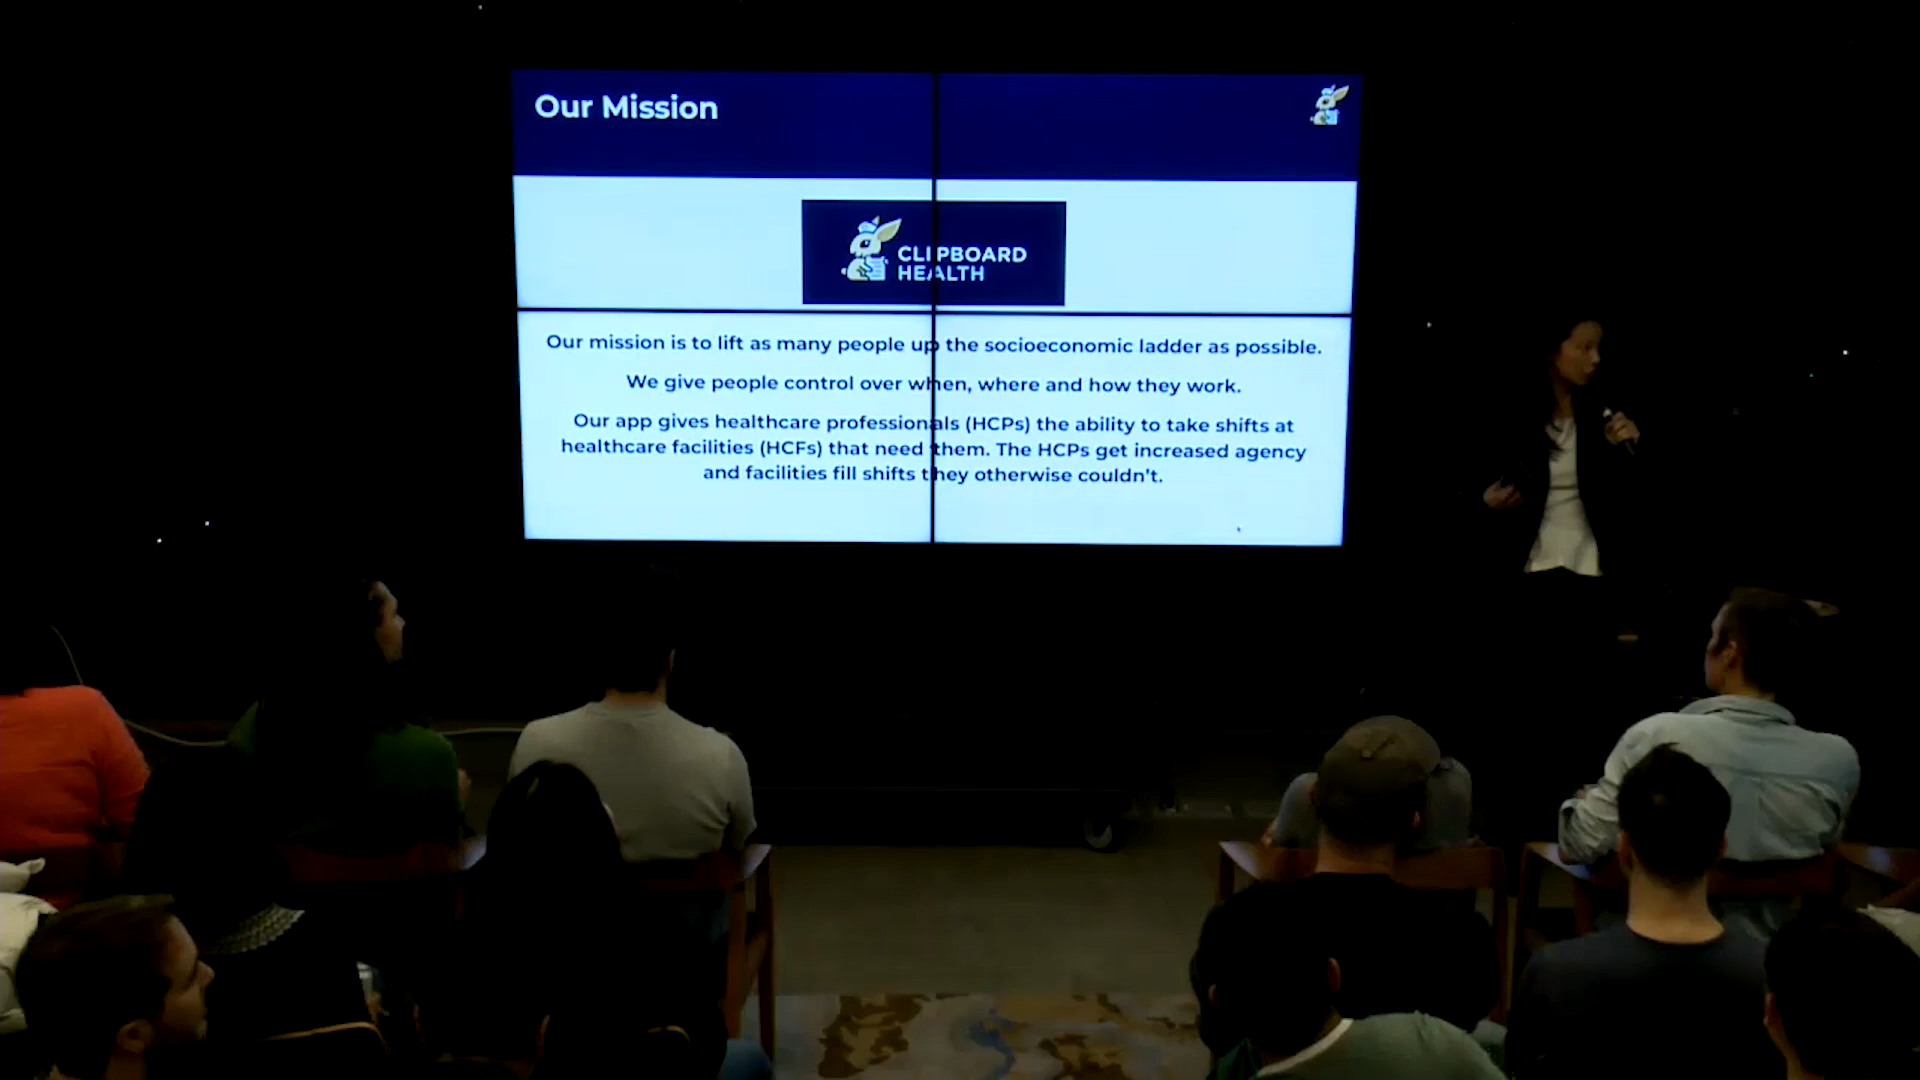 Our Mission
CLIPBOARD
HEALTH
Our mission is to lift as many people up the socioeconomic ladder as possible.
We give people control over when, where and how they work.
Our app gives healthcare professionals (HCPs) the ability to take shifts at
healthcare facilities (HCFs) that need them. The HCPs get increased agency
and facilities fill shifts they otherwise couldn't.